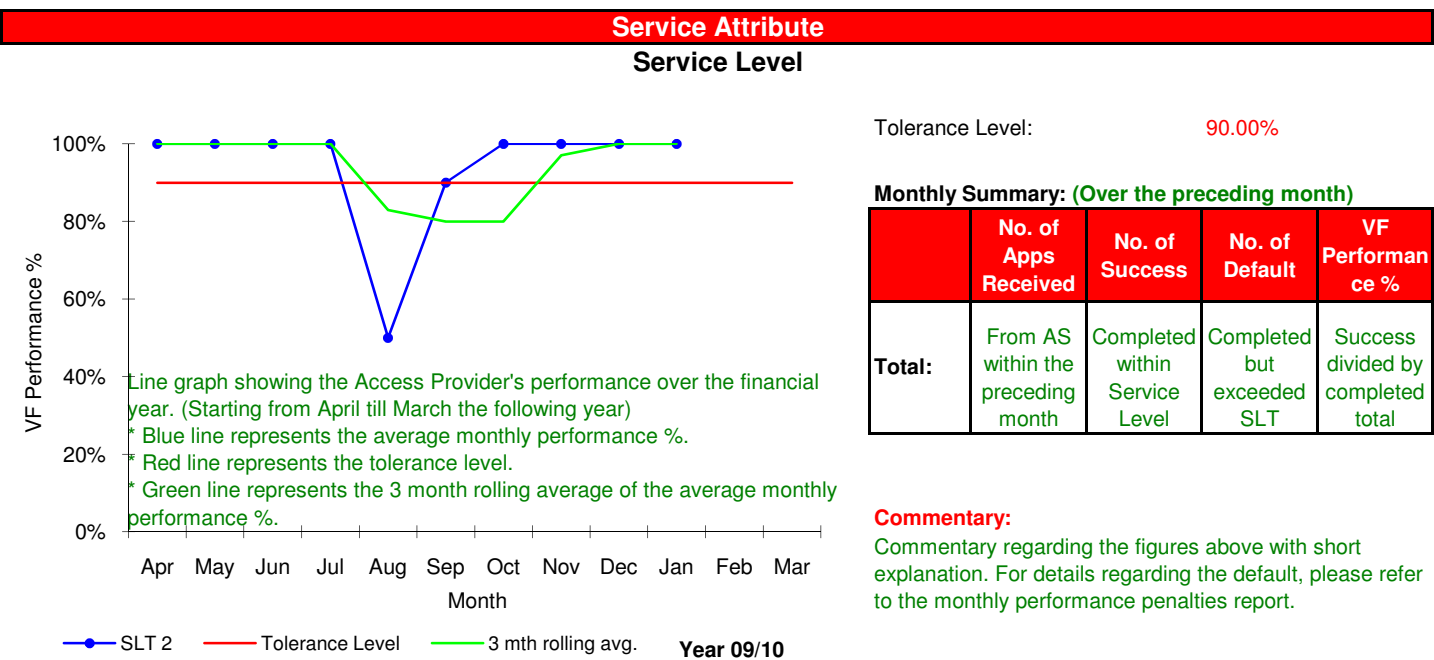 Service Attribute
Service Level
100%
80%
60%
40%
20%
0%
VF Performance %
Line graph showing the Access Provider's performance over the financial
year. (Starting from April till March the following year)
* Blue line represents the average monthly performance %.
* Red line represents the tolerance level.
* Green line represents the 3 month rolling average of the average monthly
performance %.
Apr May Jun Jul Aug Sep Oct Nov Dec Jan Feb Mar
Month
SLT 2 Tolerance Level 3 mth rolling avg. Year 09/10
Tolerance Level: 90.00%
Monthly Summary: (Over the preceding month)
No. of
Apps
Received
No. of
Success
No. of
Default
VF
Performan
ce %
Total:
From AS
within the
preceding
month
Completed
within
Service
Level
Completed
but
exceeded
SLT
Success
divided by
completed
total
Commentary:
Commentary regarding the figures above with short
explanation. For details regarding the default, please refer
to the monthly performance penalties report.